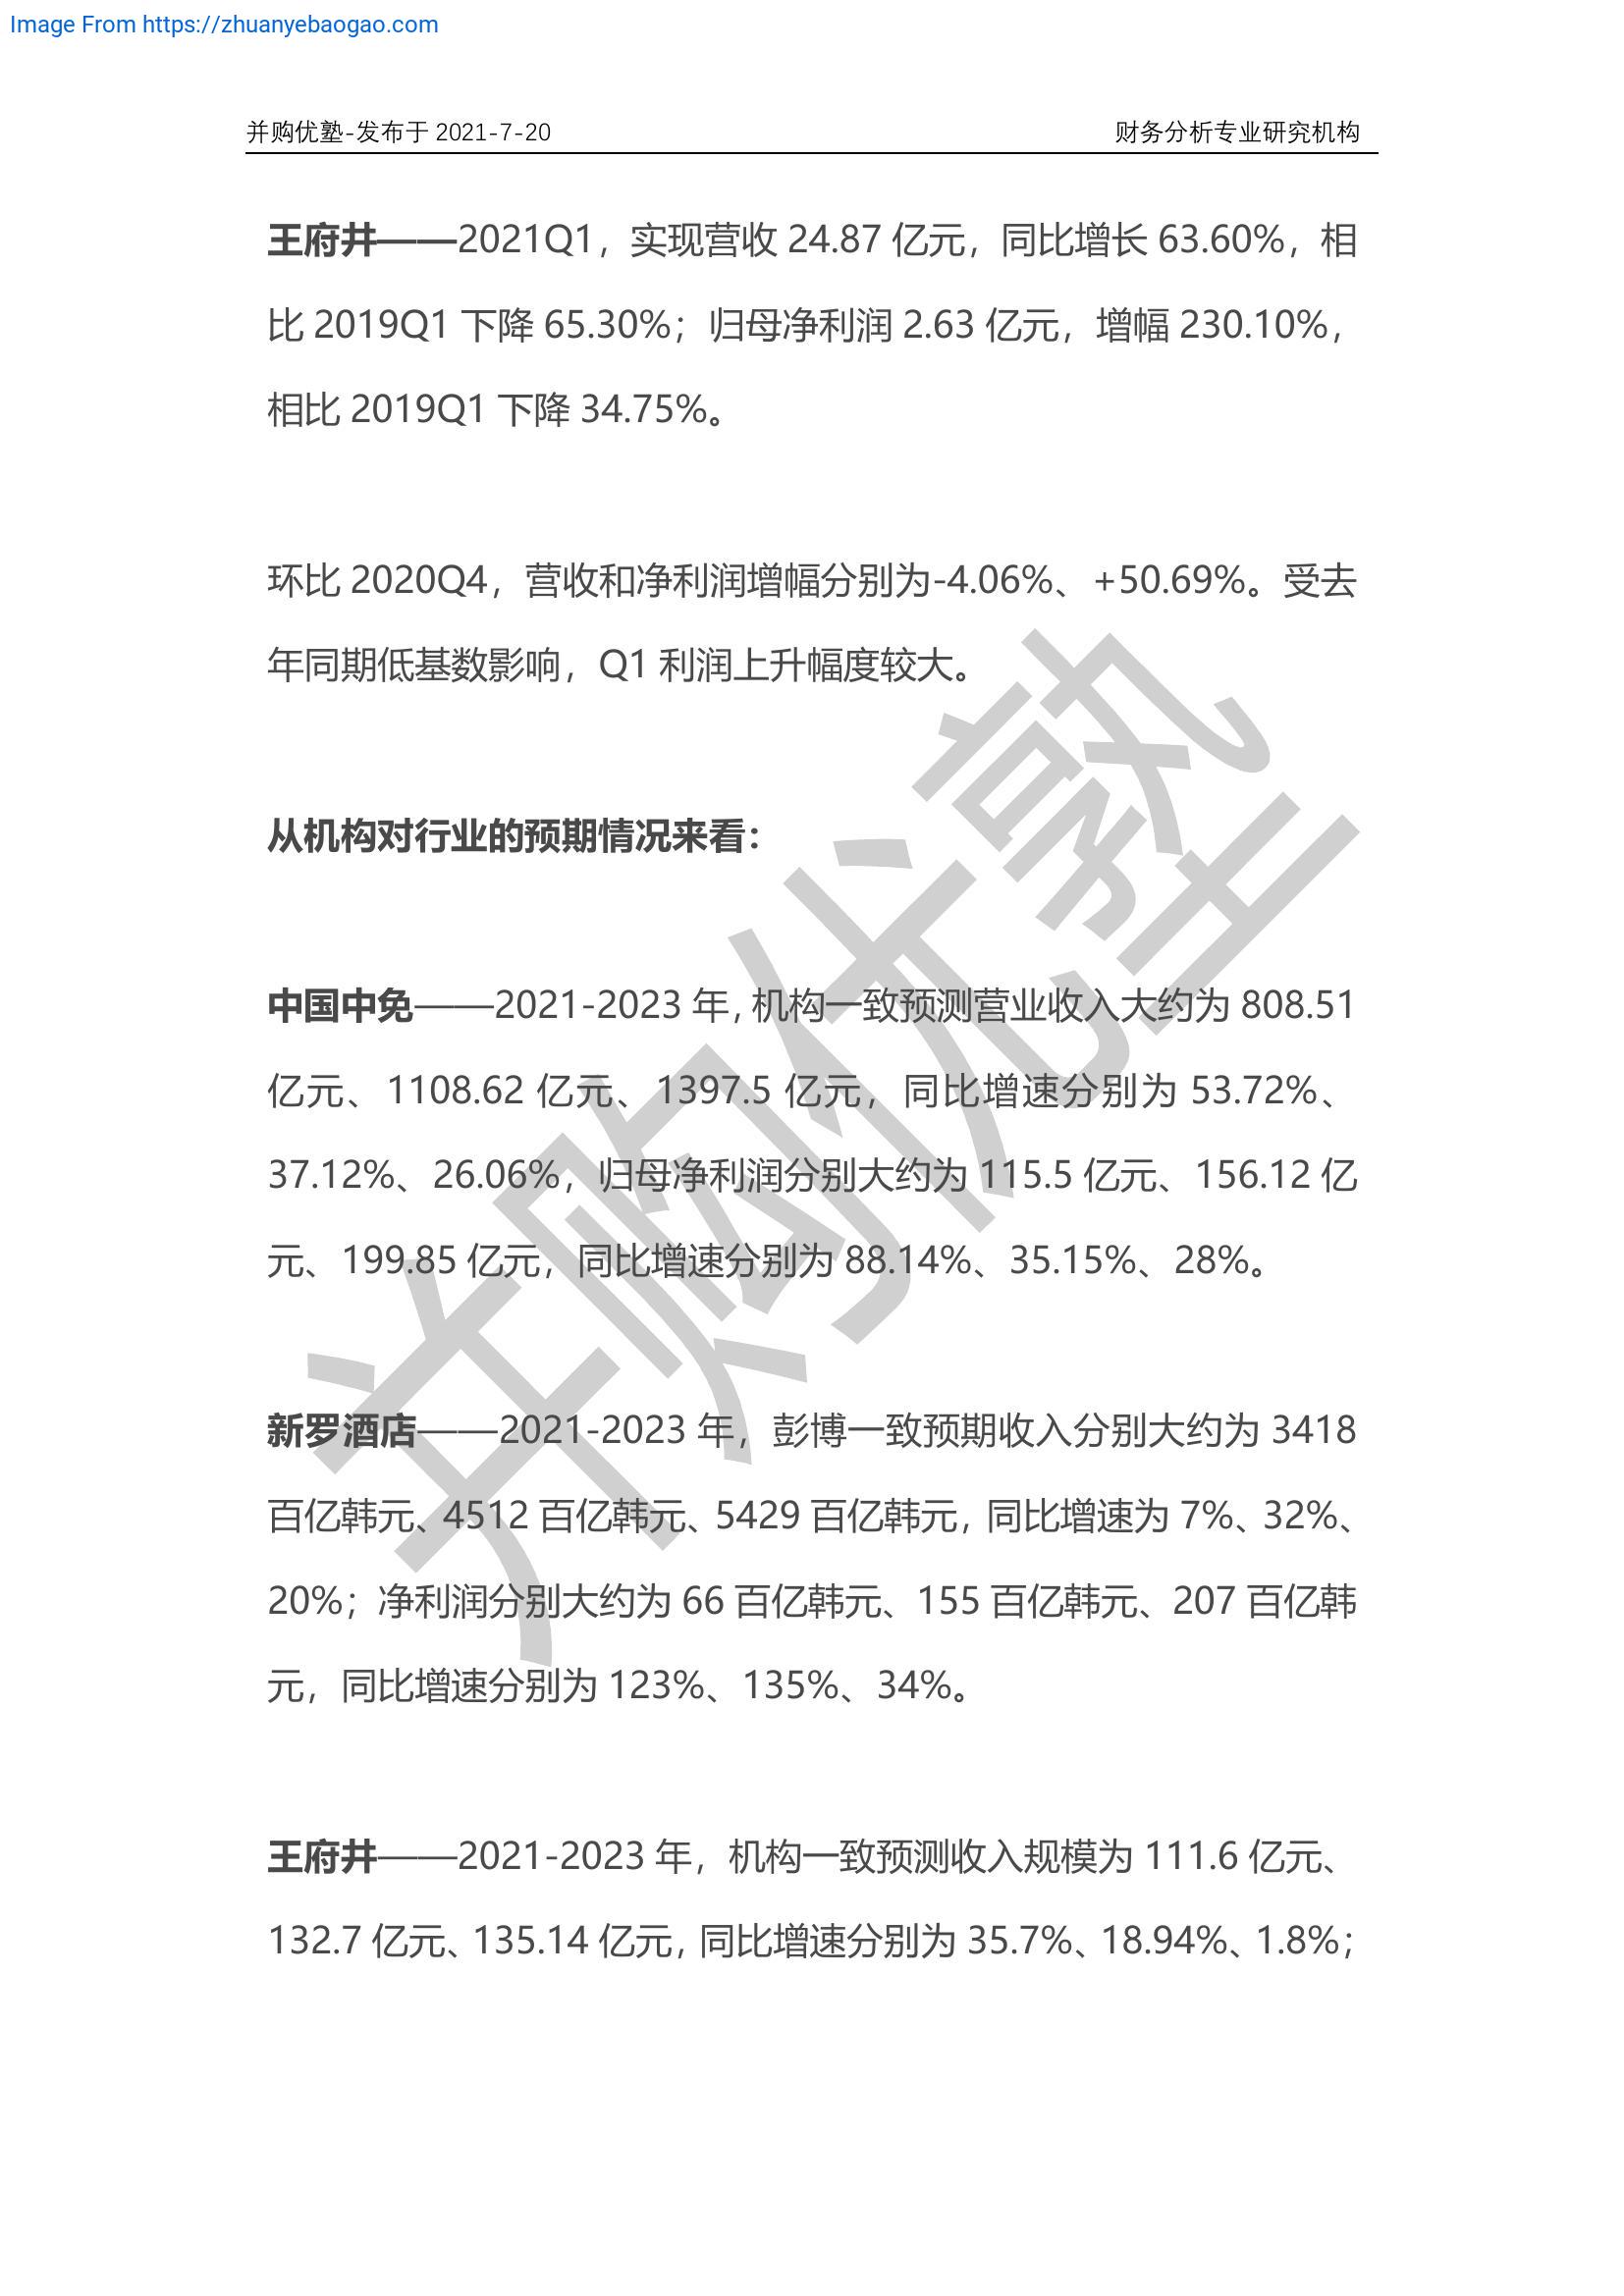 Image From https://zhuanyebaogao.com
并购优塾-发布于 2021-7-20 财务分析专业研究机构
王府井——2021Q1，实现营收 24.87 亿元，同比增长 63.60%，相
比 2019Q1 下降 65.30%；归母净利润 2.63 亿元，增幅 230.10%，
相比 2019Q1 下降 34.75%。
环比 2020Q4，营收和净利润增幅分别为-4.06%、+50.69%。受去
年同期低基数影响，Q1 利润上升幅度较大。
从机构对行业的预期情况来看：
中国中免——2021-2023 年，机构一致预测营业收入大约为 808.51
亿元、1108.62 亿元、1397.5 亿元，同比增速分别为 53.72%、
37.12%、26.06%，归母净利润分别大约为 115.5 亿元、156.12 亿
元、199.85 亿元，同比增速分别为 88.14%、35.15%、28%。
新罗酒店——2021-2023 年，彭博一致预期收入分别大约为 3418
百亿韩元、4512 百亿韩元、5429 百亿韩元，同比增速为 7%、32%、
20%；净利润分别大约为 66 百亿韩元、155 百亿韩元、207 百亿韩
元，同比增速分别为 123%、135%、34%。
王府井——2021-2023 年，机构一致预测收入规模为 111.6 亿元、
132.7 亿元、135.14 亿元，同比增速分别为 35.7%、18.94%、1.8%；
并购优塾